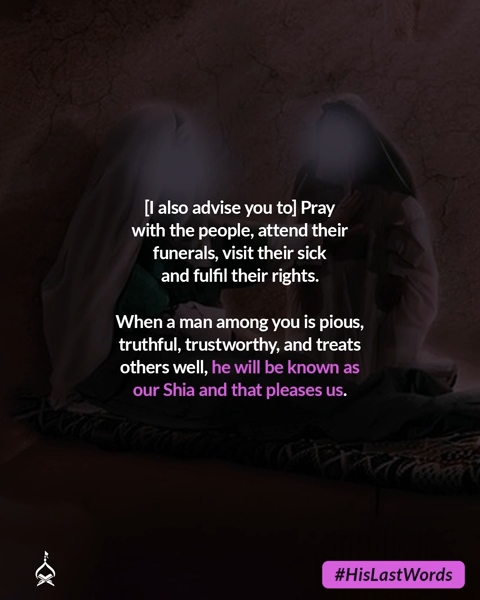 [I also advise you to] Pray
with the people, attend their
funerals, visit their sick
and fulfil their rights.
When a man among you is pious,
truthful, trustworthy, and treats
others well, he will be known as
our Shia and that pleases us.
#HisLastWords